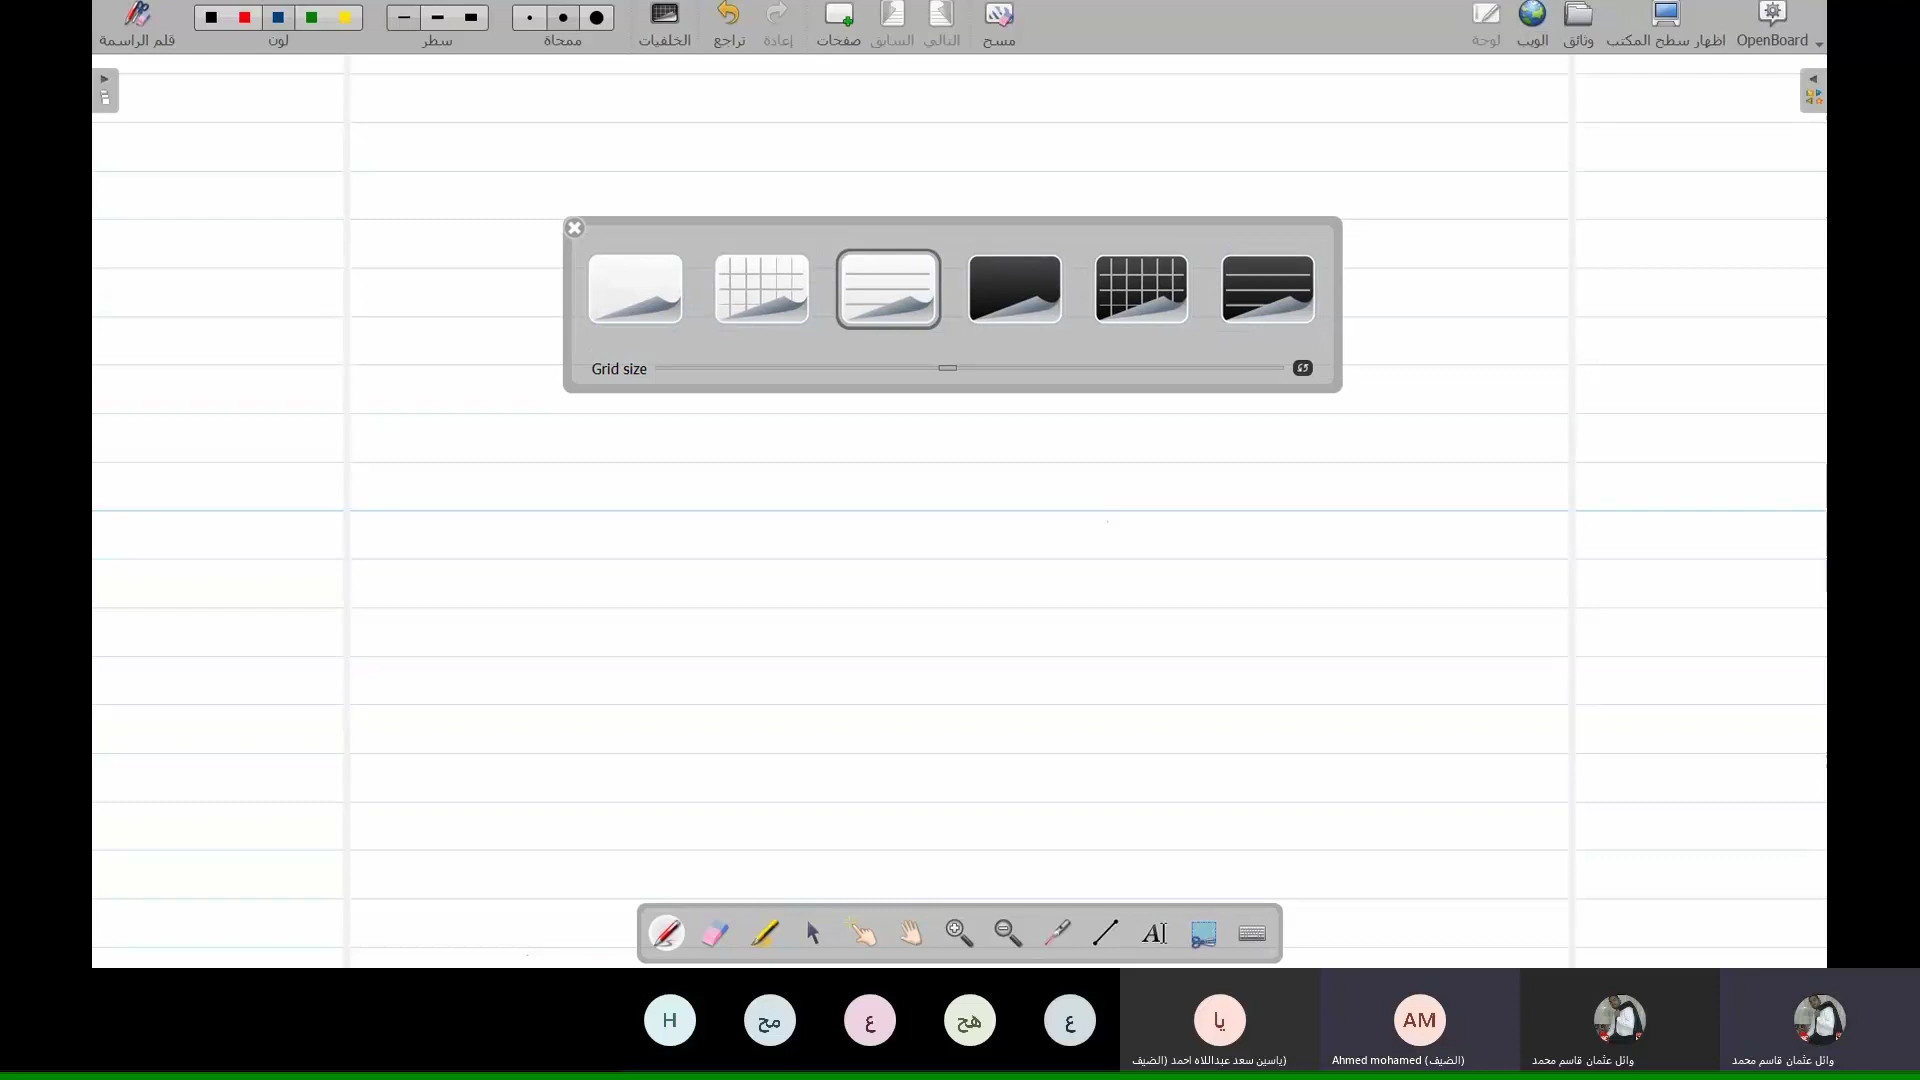 قلم الراسمة
لون
سطر
ممحاة
الخلفيات
تراجع
إعادة
صفحات
السابق
التالي
مسح
لوحة
الويب
وثائق
اظهار سطح المكتب
OpenBoard
Grid size
H
مح
ع
هح
ع
يا
AM
ياسين سعد عبداللاه احمد (الضيف)
Ahmed mohamed (الضيف)
وائل عثمان قاسم محمد
وائل عثمان قاسم محمد